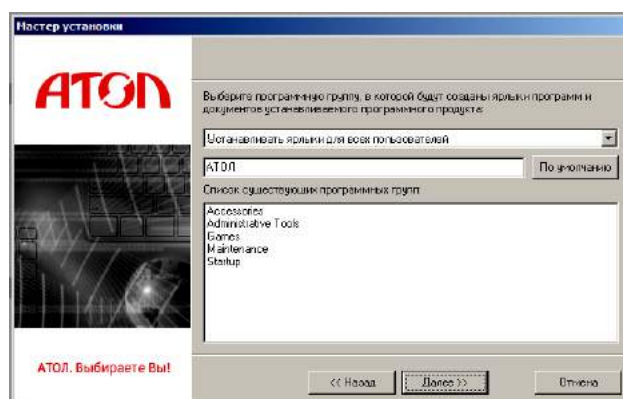 Мастер установки
АТОЛ
Выберите программную группу, в которой будут созданы ярлыки программ и
документов устанавливаемого программного продукта:
Устанавливать ярлыки для всех пользователей
АТОЛ
По умолчанию
Список существующих программных групп:
Accessories
Administrative Tools
Games
Maintenance
Startup
АТОЛ. Выбираете Вы!
<< Назад
Далее >>
Отмена